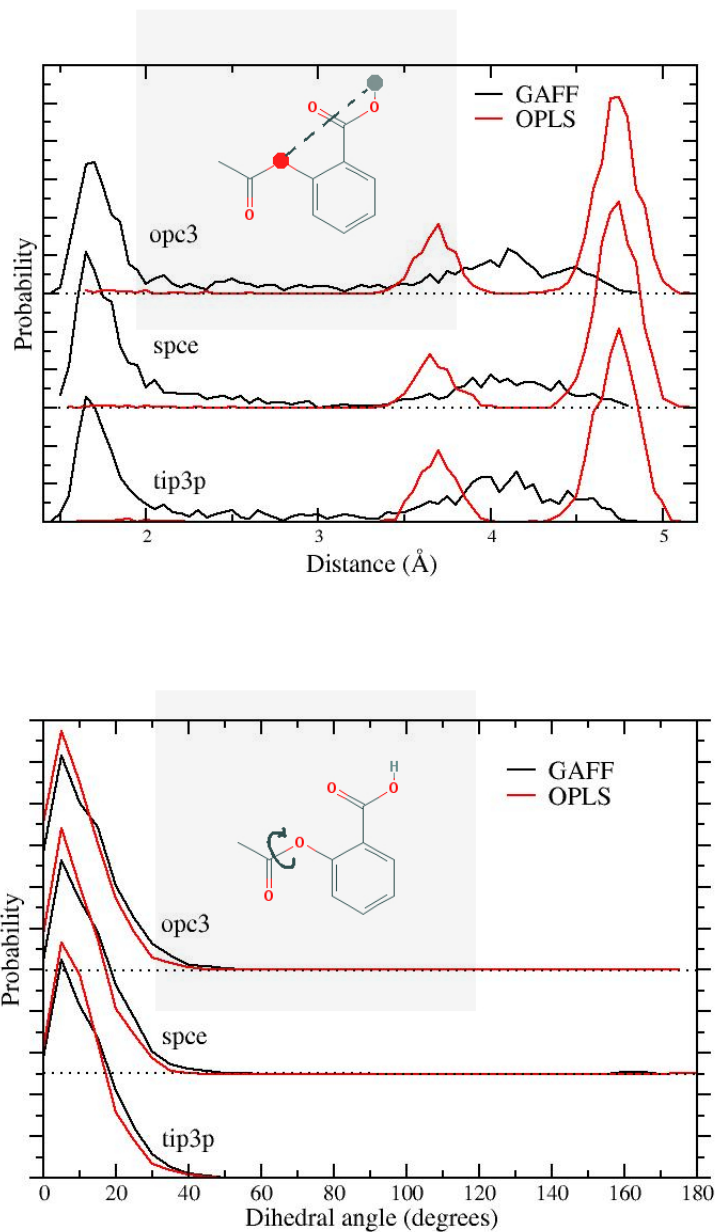 GAFF
OPLS
O
O
O
opc3
spce
tip3p
Probability
2
3
4
5
Distance (Å)
GAFF
OPLS
H
O
O
O
O
opc3
spce
tip3p
Probability
0
20
40
60
80
100
120
140
160
180
Dihedral angle (degrees)